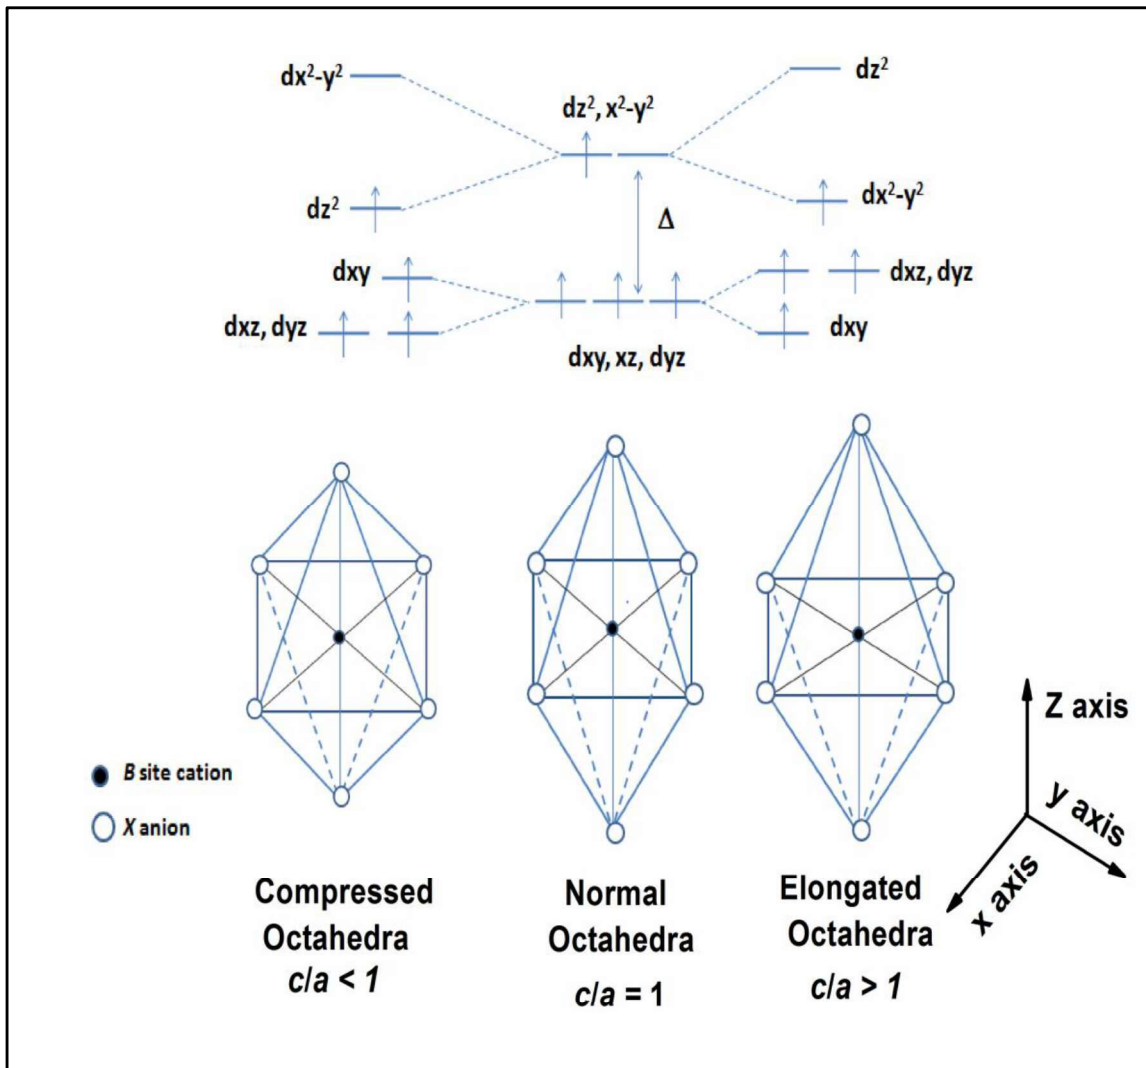 dx²-y²
dz²
dz², x²-y²
dz²
dx²-y²
Δ
dxy
dxz, dyz
dxz, dyz
dxy
dxy, xz, dyz
B site cation
X anion
Z axis
y axis
x axis
Compressed
Octahedra
c/a < 1
Normal
Octahedra
c/a = 1
Elongated
Octahedra
c/a > 1